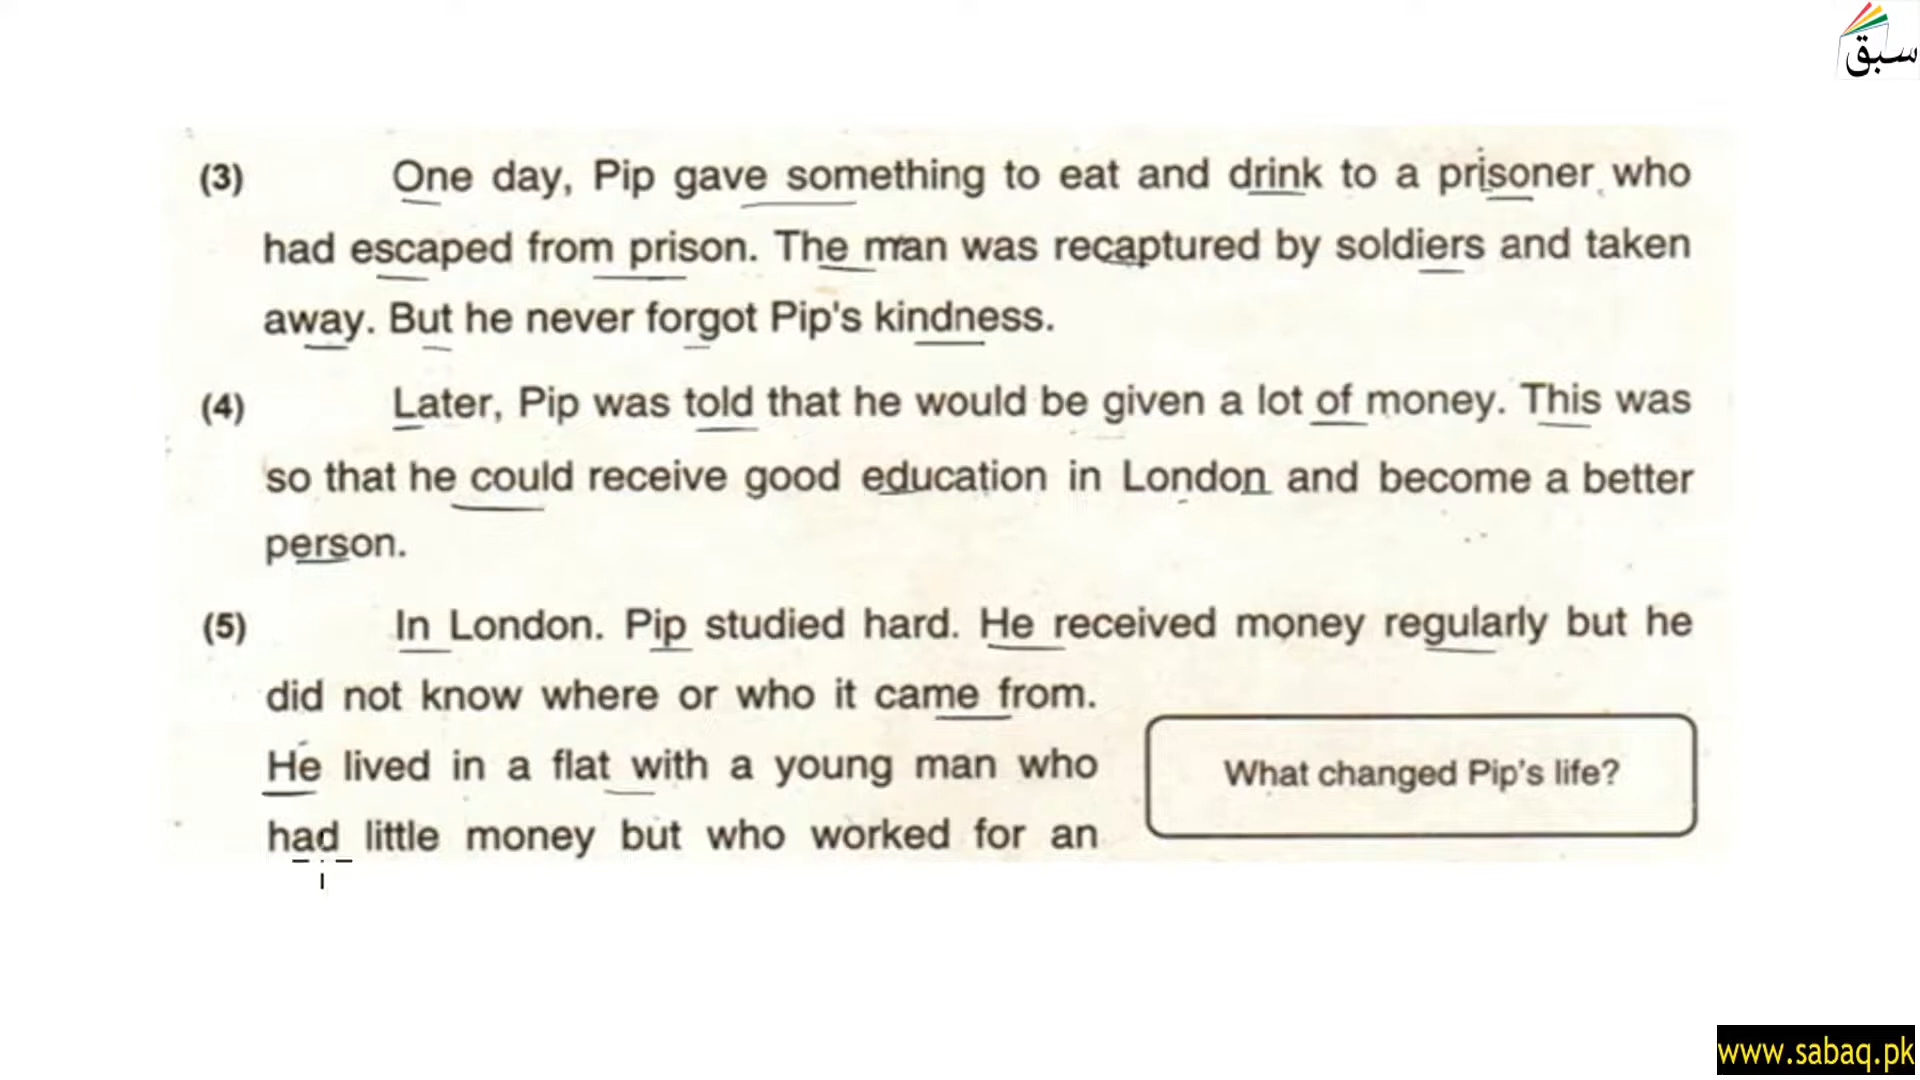 سبق
(3) One day, Pip gave something to eat and drink to a prisoner who
had escaped from prison. The man was recaptured by soldiers and taken
away. But he never forgot Pip's kindness.
(4) Later, Pip was told that he would be given a lot of money. This was
so that he could receive good education in London and become a better
person.
(5) In London. Pip studied hard. He received money regularly but he
did not know where or who it came from.
He lived in a flat with a young man who
had little money but who worked for an
What changed Pip's life?
www.sabaq.pk